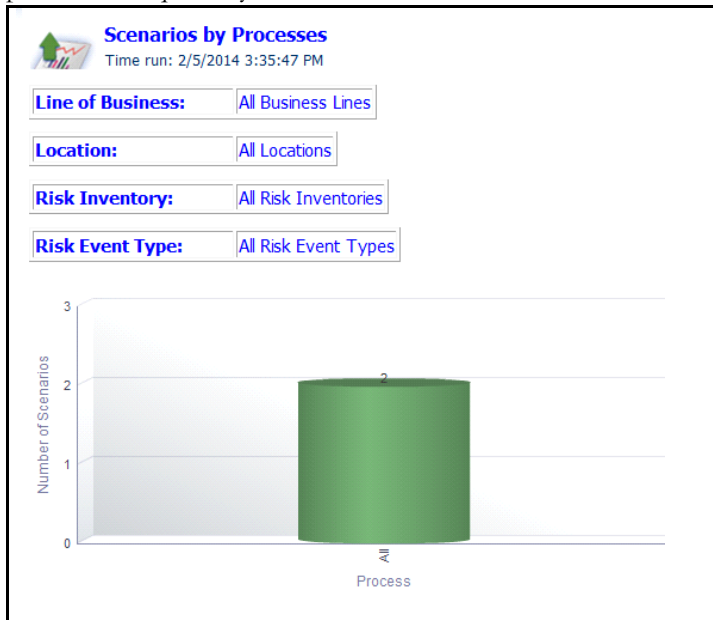 Scenarios by Processes
Time run: 2/5/2014 3:35:47 PM
Line of Business: All Business Lines
Location: All Locations
Risk Inventory: All Risk Inventories
Risk Event Type: All Risk Event Types
3
2
1
0
Number of Scenarios
2
All
Process